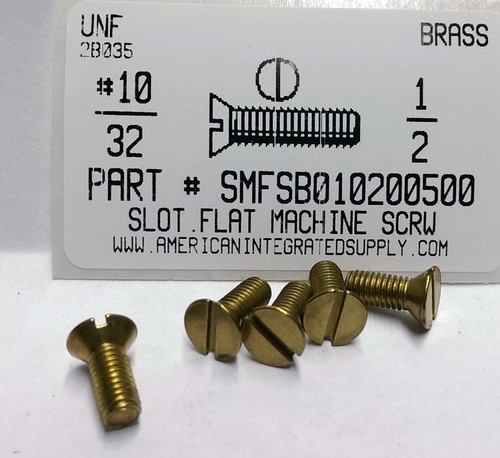 UNF
2B035
BRASS
#10
32
1
2
PART # SMFSB010200500
SLOT.FLAT MACHINE SCRW
WWW.AMERICANINTEGRATEDSUPPLY.COM